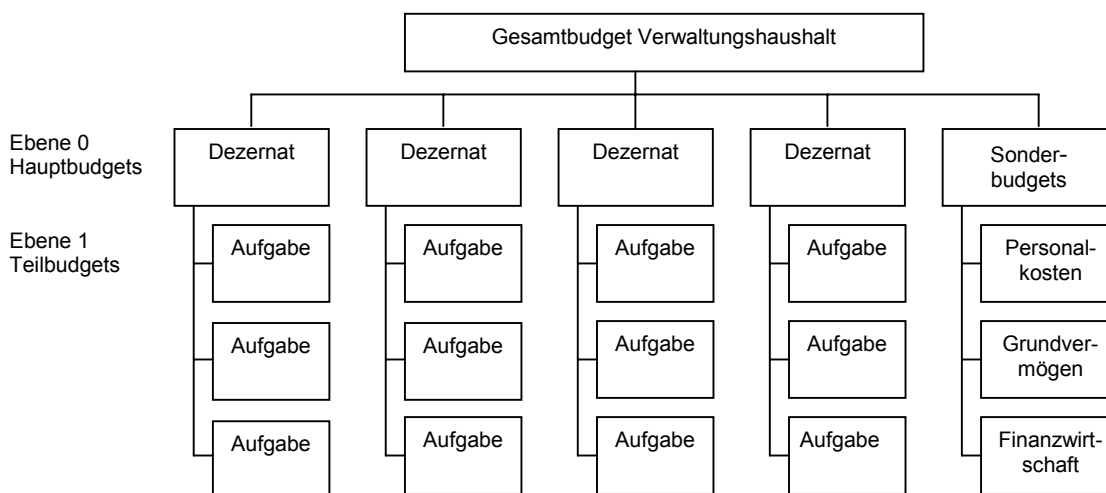 Gesamtbudget Verwaltungshaushalt
Ebene 0
Hauptbudgets
Dezernat
Dezernat
Dezernat
Dezernat
Sonder-
budgets
Ebene 1
Teilbudgets
Aufgabe
Aufgabe
Aufgabe
Aufgabe
Personal-
kosten
Aufgabe
Aufgabe
Aufgabe
Aufgabe
Grundver-
mögen
Aufgabe
Aufgabe
Aufgabe
Aufgabe
Finanzwirt-
schaft